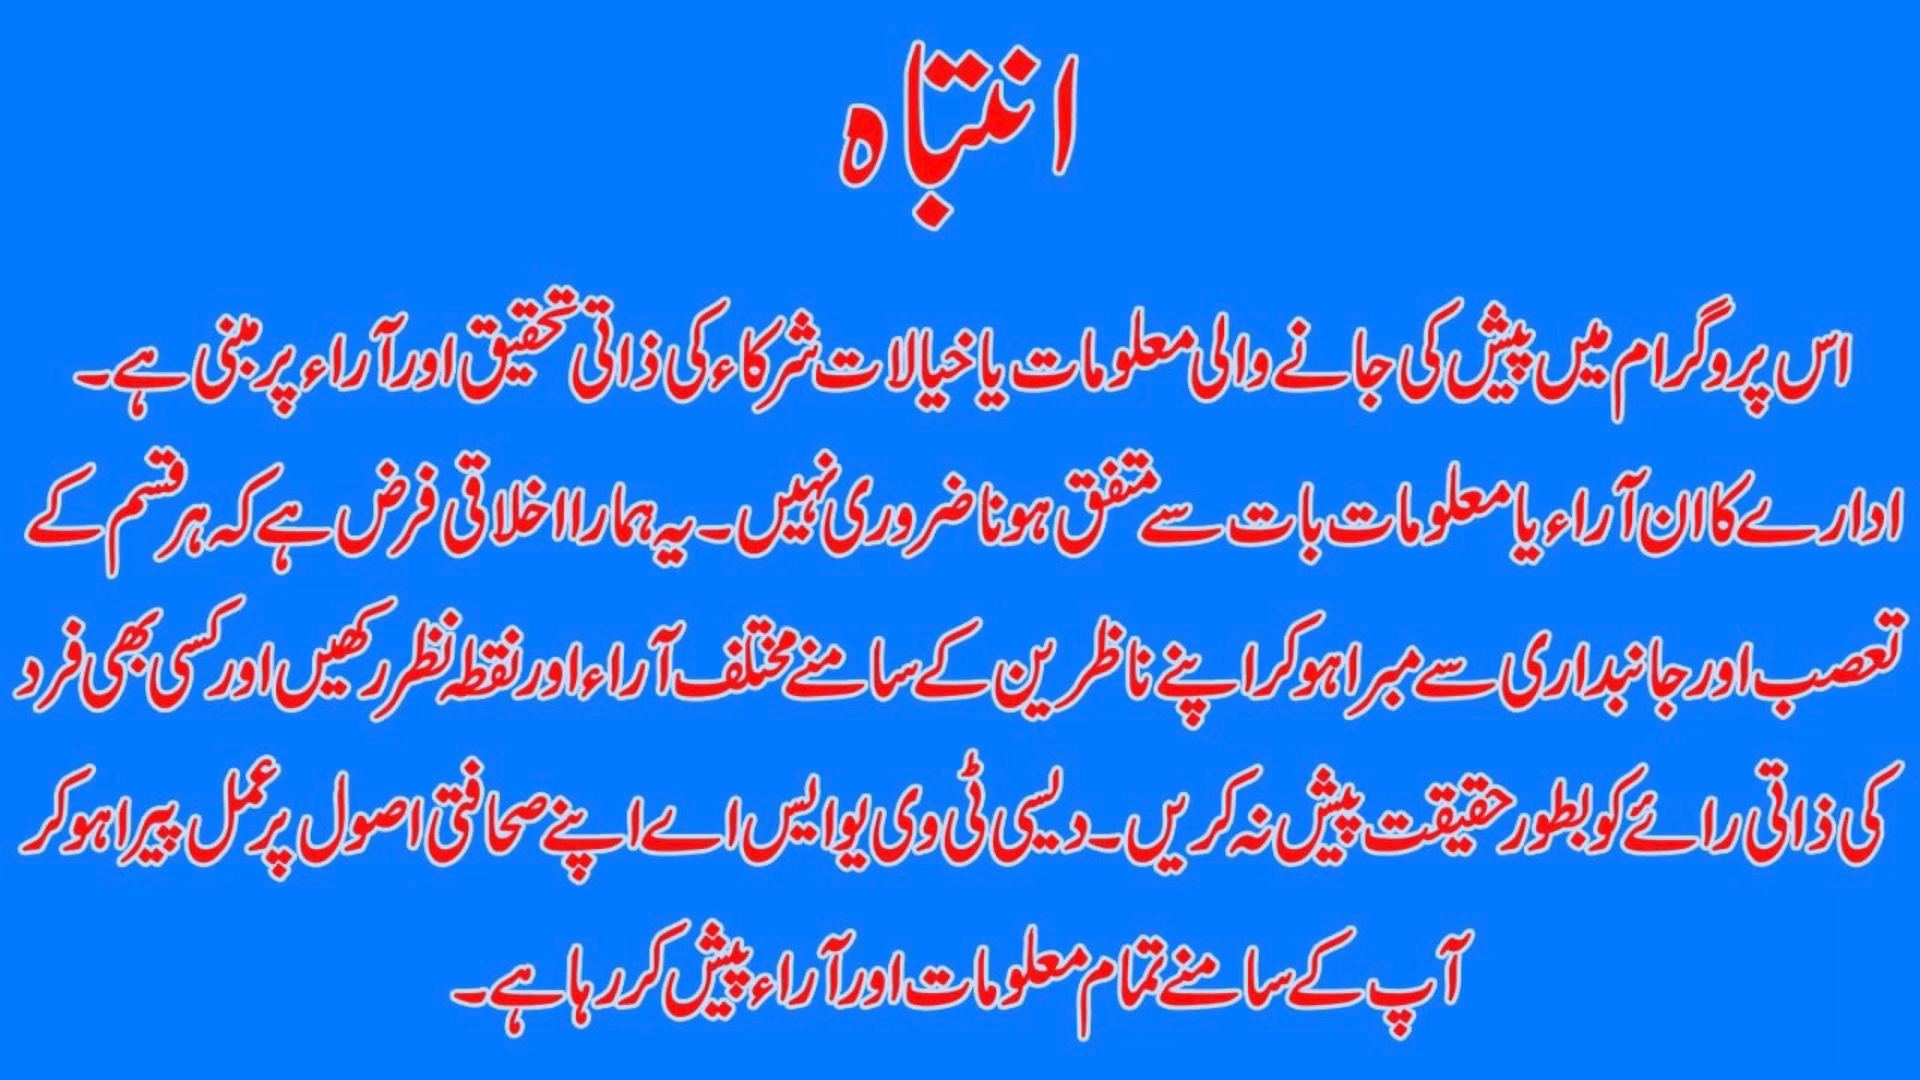 انتباہ
اس پروگرام میں پیش کی جانے والی معلومات یا خیالات شرکاء کی ذاتی تحقیق اور آراء پر مبنی ہے۔
ادارے کا ان آراء یا معلومات بات سے متفق ہونا ضروری نہیں۔ یہ ہمارا اخلاقی فرض ہے کہ ہر قسم کے
تعصب اور جانبداری سے مبرا ہو کر اپنے ناظرین کے سامنے مختلف آراء اور نقطہ نظر رکھیں اور کسی بھی فرد
کی ذاتی رائے کو بطور حقیقت پیش نہ کریں۔ دیسی ٹی وی یو ایس اے اپنے صحافتی اصول پر عمل پیرا ہو کر
آپ کے سامنے تمام معلومات اور آراء پیش کر رہا ہے۔